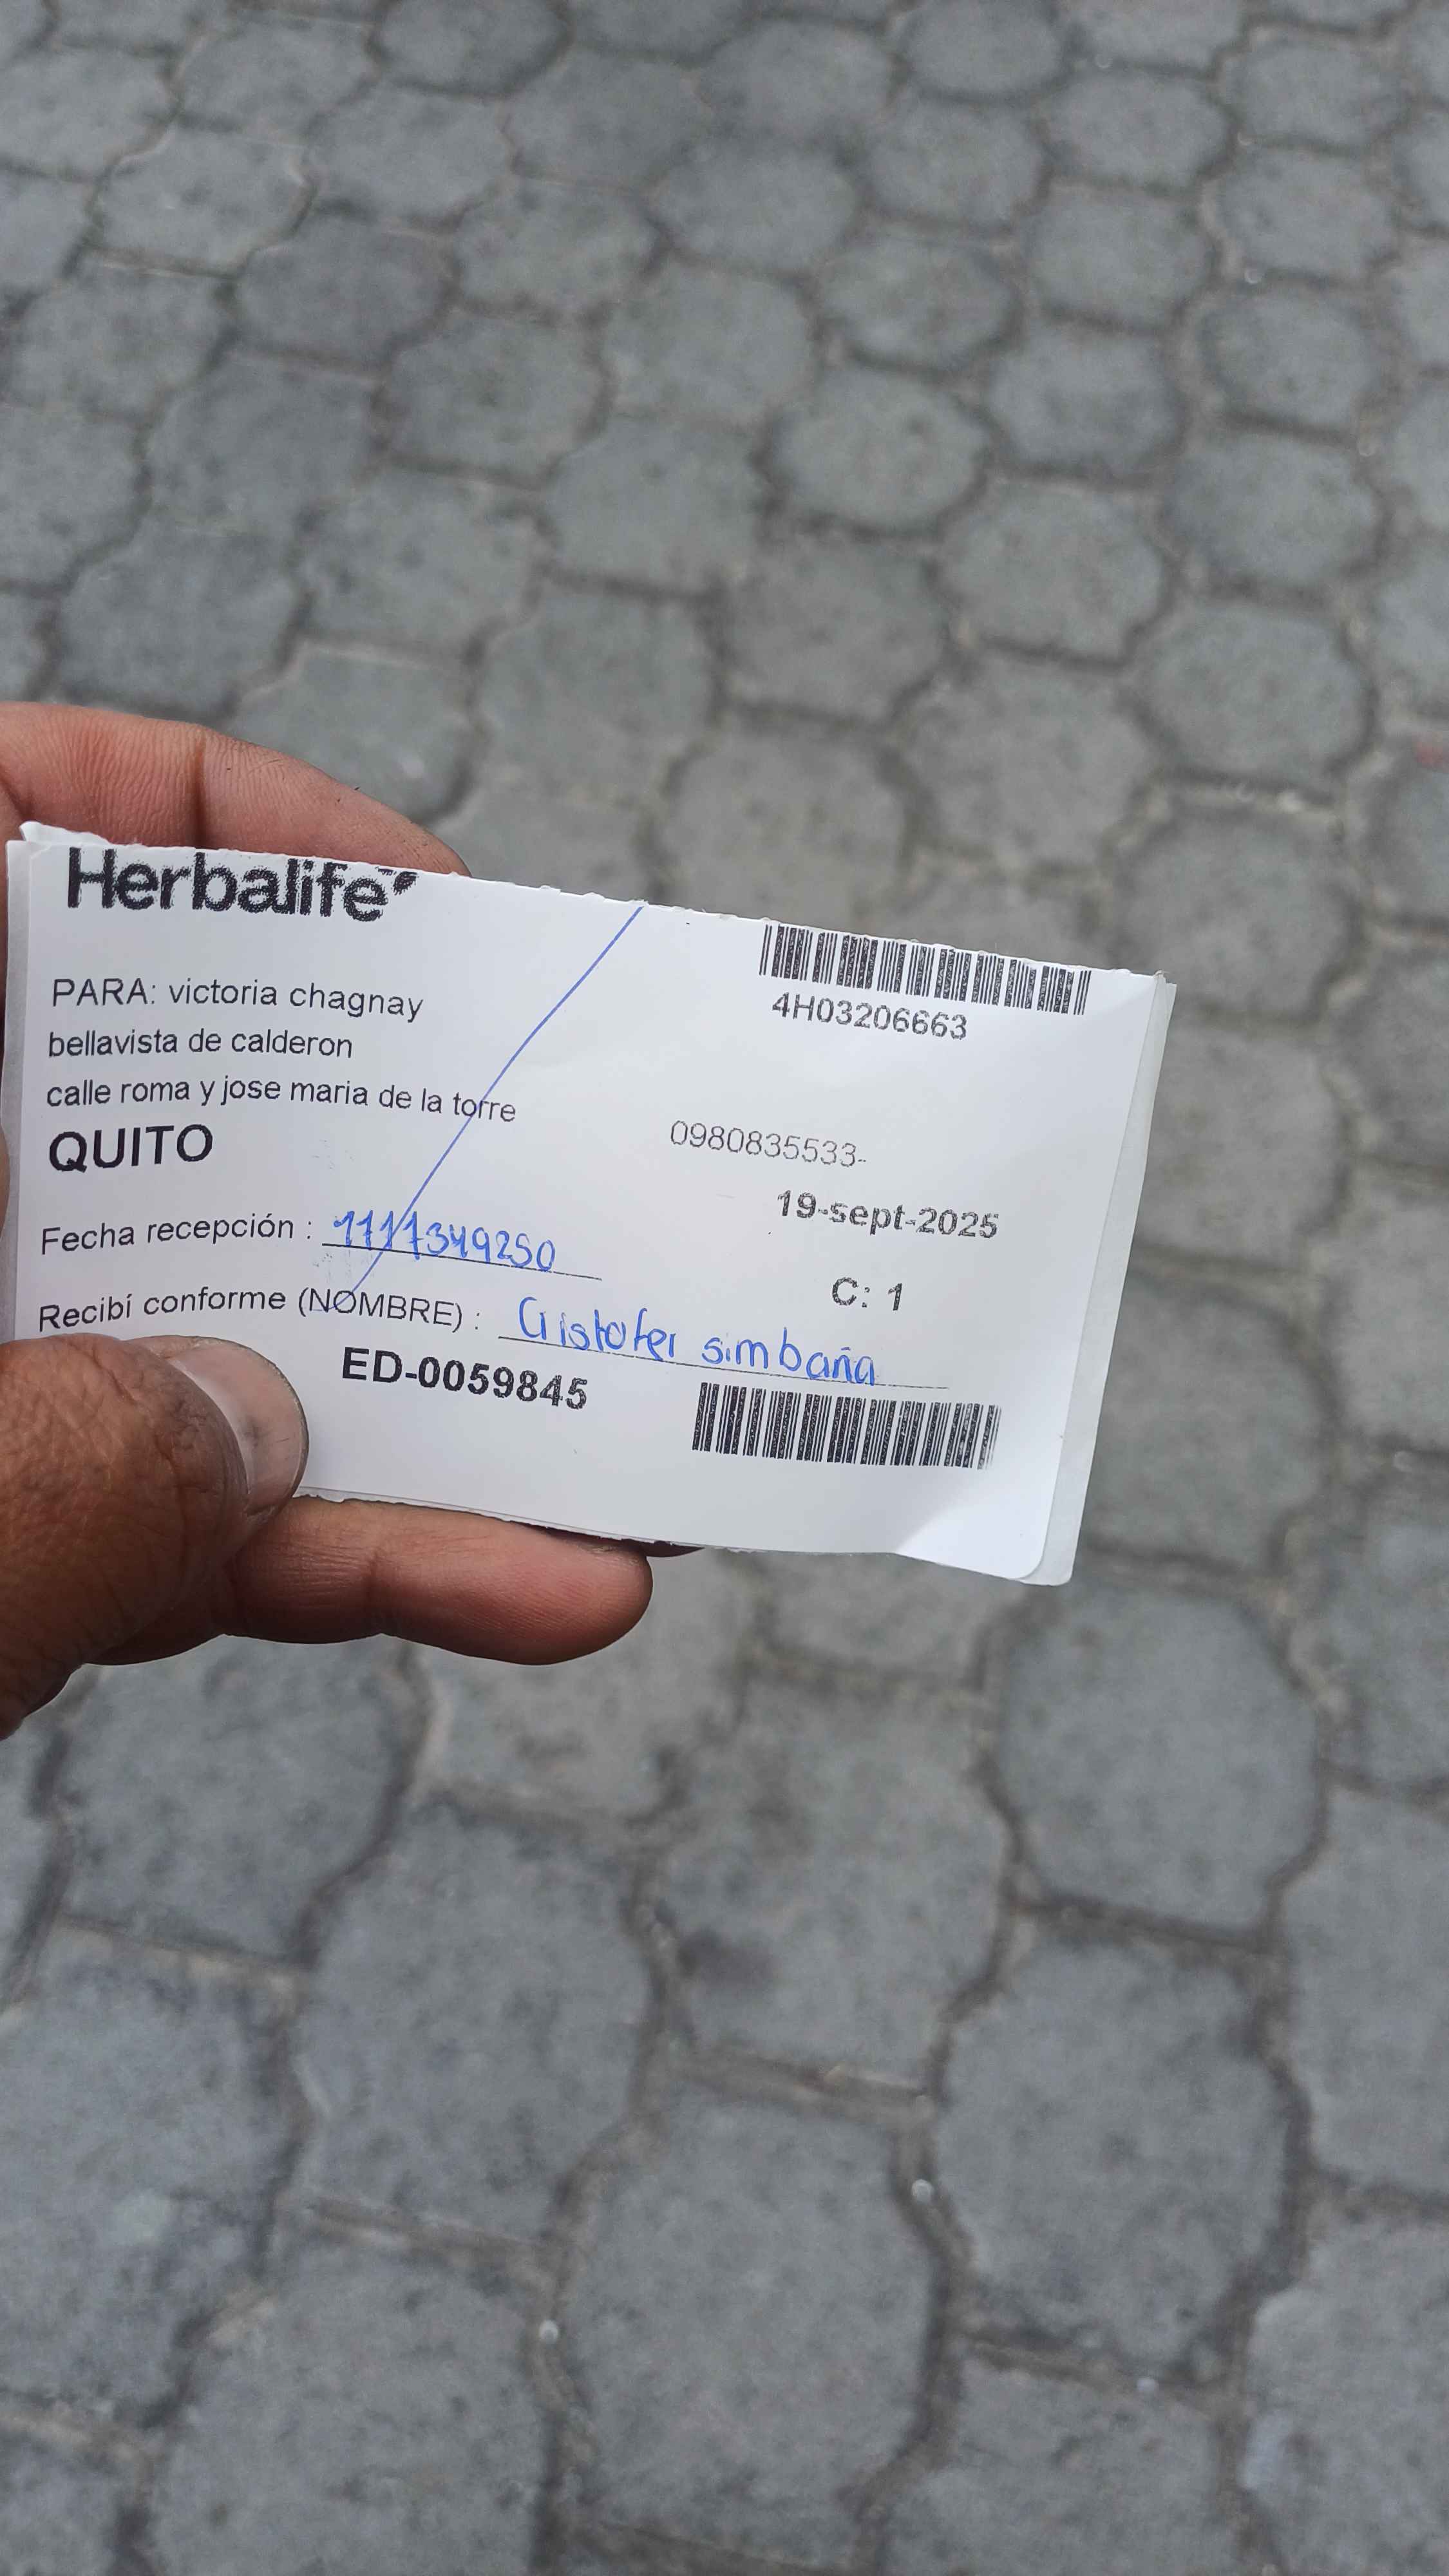 Herbalife
4H03206663
PARA: victoria chagnay
bellavista de calderon
calle roma y jose maria de la torre
QUITO
0980835533-
19-sept-2025
Fecha recepción : 1111349250
C: 1
Recibí conforme (NOMBRE) : Cristofer simbaña
ED-0059845